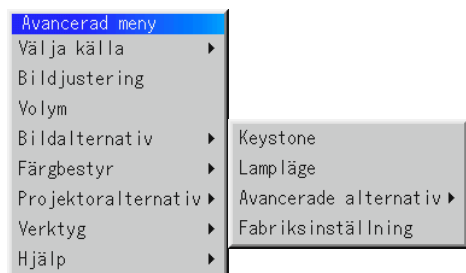 Avancerad meny
Välja källa
Bildjustering
Volym
Bildalternativ
Färgbestyr
Projektoralternativ
Verktyg
Hjälp
Keystone
Lampläge
Avancerade alternativ
Fabriksinställning